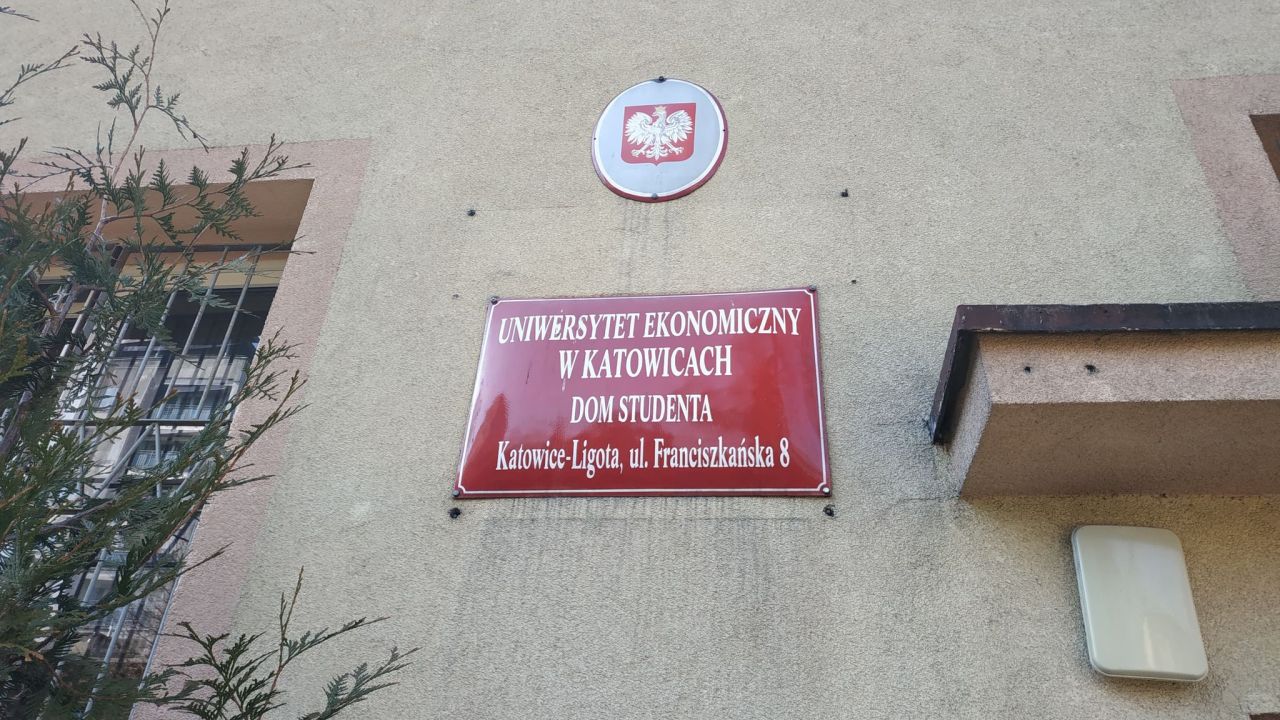 UNIWERSYTET EKONOMICZNY
W KATOWICACH
DOM STUDENTA
Katowice-Ligota, ul. Franciszkańska 8